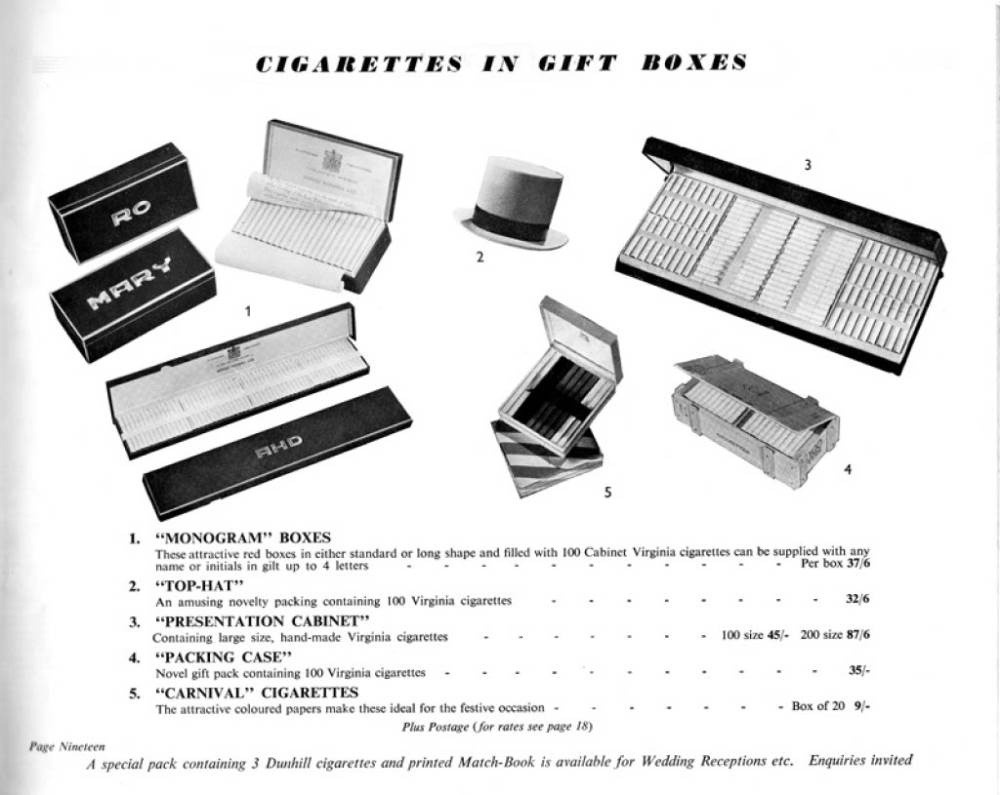 CIGARETTES IN GIFT BOXES
3
RO
2
MARY
1
AHD
4
5
1. “MONOGRAM” BOXES
These attractive red boxes in either standard or long shape and filled with 100 Cabinet Virginia cigarettes can be supplied with any
name or initials in gilt up to 4 letters - - - - - - - - - - - Per box 37/6
2. “TOP-HAT”
An amusing novelty packing containing 100 Virginia cigarettes - - - - - - - - 32/6
3. “PRESENTATION CABINET”
Containing large size, hand-made Virginia cigarettes - - - - - - - 100 size 45/- 200 size 87/6
4. “PACKING CASE”
Novel gift pack containing 100 Virginia cigarettes - - - - - - - - - - - 35/-
5. “CARNIVAL” CIGARETTES
The attractive coloured papers make these ideal for the festive occasion - - - - - - - Box of 20 9/-
Plus Postage (for rates see page 18)
Page Nineteen
A special pack containing 3 Dunhill cigarettes and printed Match-Book is available for Wedding Receptions etc. Enquiries invited